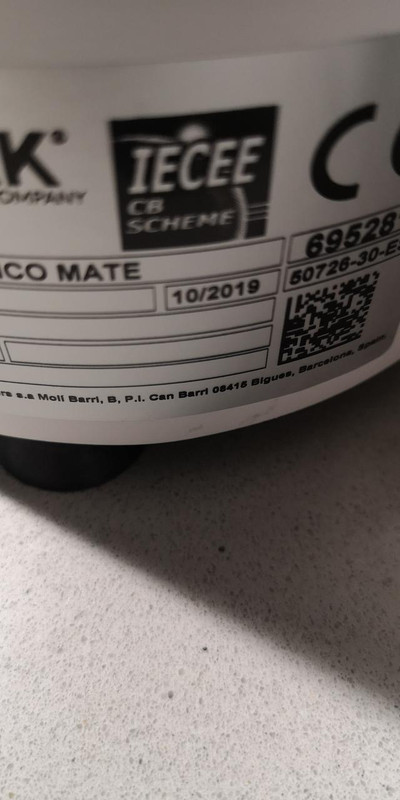 K®
COMPANY
IECEE
CB
SCHEME
CE
NCO MATE
69528
10/2019
60726-30-E
s.a Molí Barri, B, P.I. Can Barri 08415 Bigues, Barcelona, Spain.